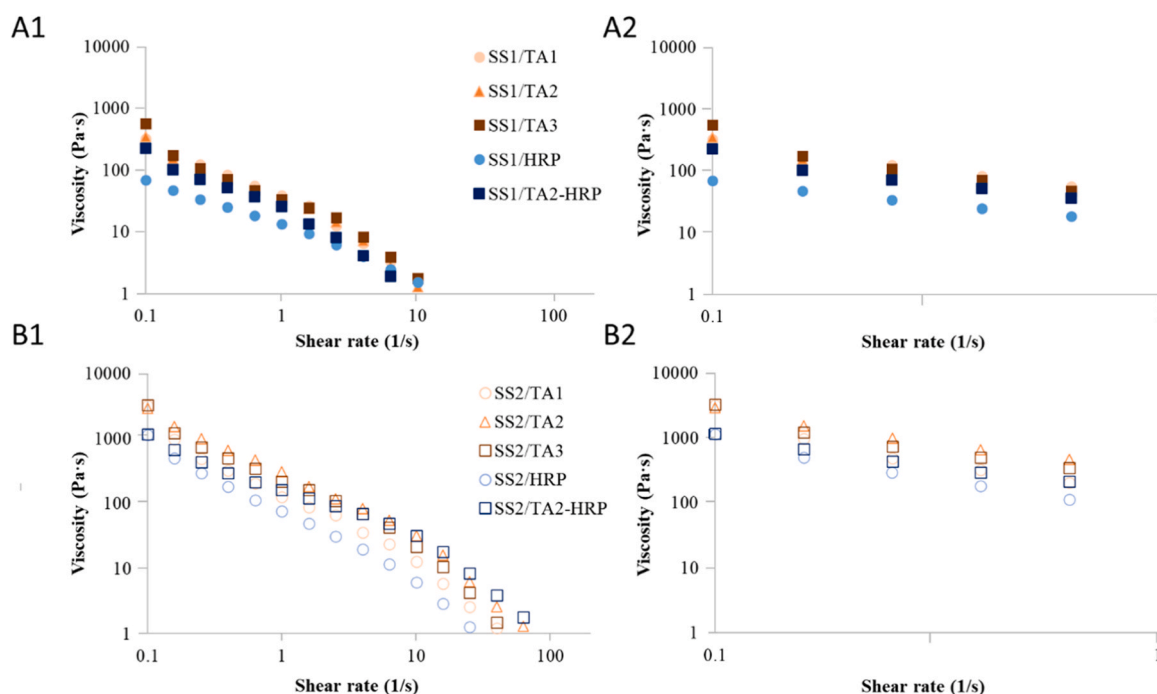 A1
10000
1000
100
10
1
0.1
1
10
100
Viscosity (Pa·s)
Shear rate (1/s)
SS1/TA1
SS1/TA2
SS1/TA3
SS1/HRP
SS1/TA2-HRP
A2
10000
1000
100
10
1
0.1
1
Viscosity (Pa·s)
Shear rate (1/s)
B1
10000
1000
100
10
1
0.1
1
10
100
Viscosity (Pa·s)
Shear rate (1/s)
SS2/TA1
SS2/TA2
SS2/TA3
SS2/HRP
SS2/TA2-HRP
B2
10000
1000
100
10
1
0.1
1
Viscosity (Pa·s)
Shear rate (1/s)